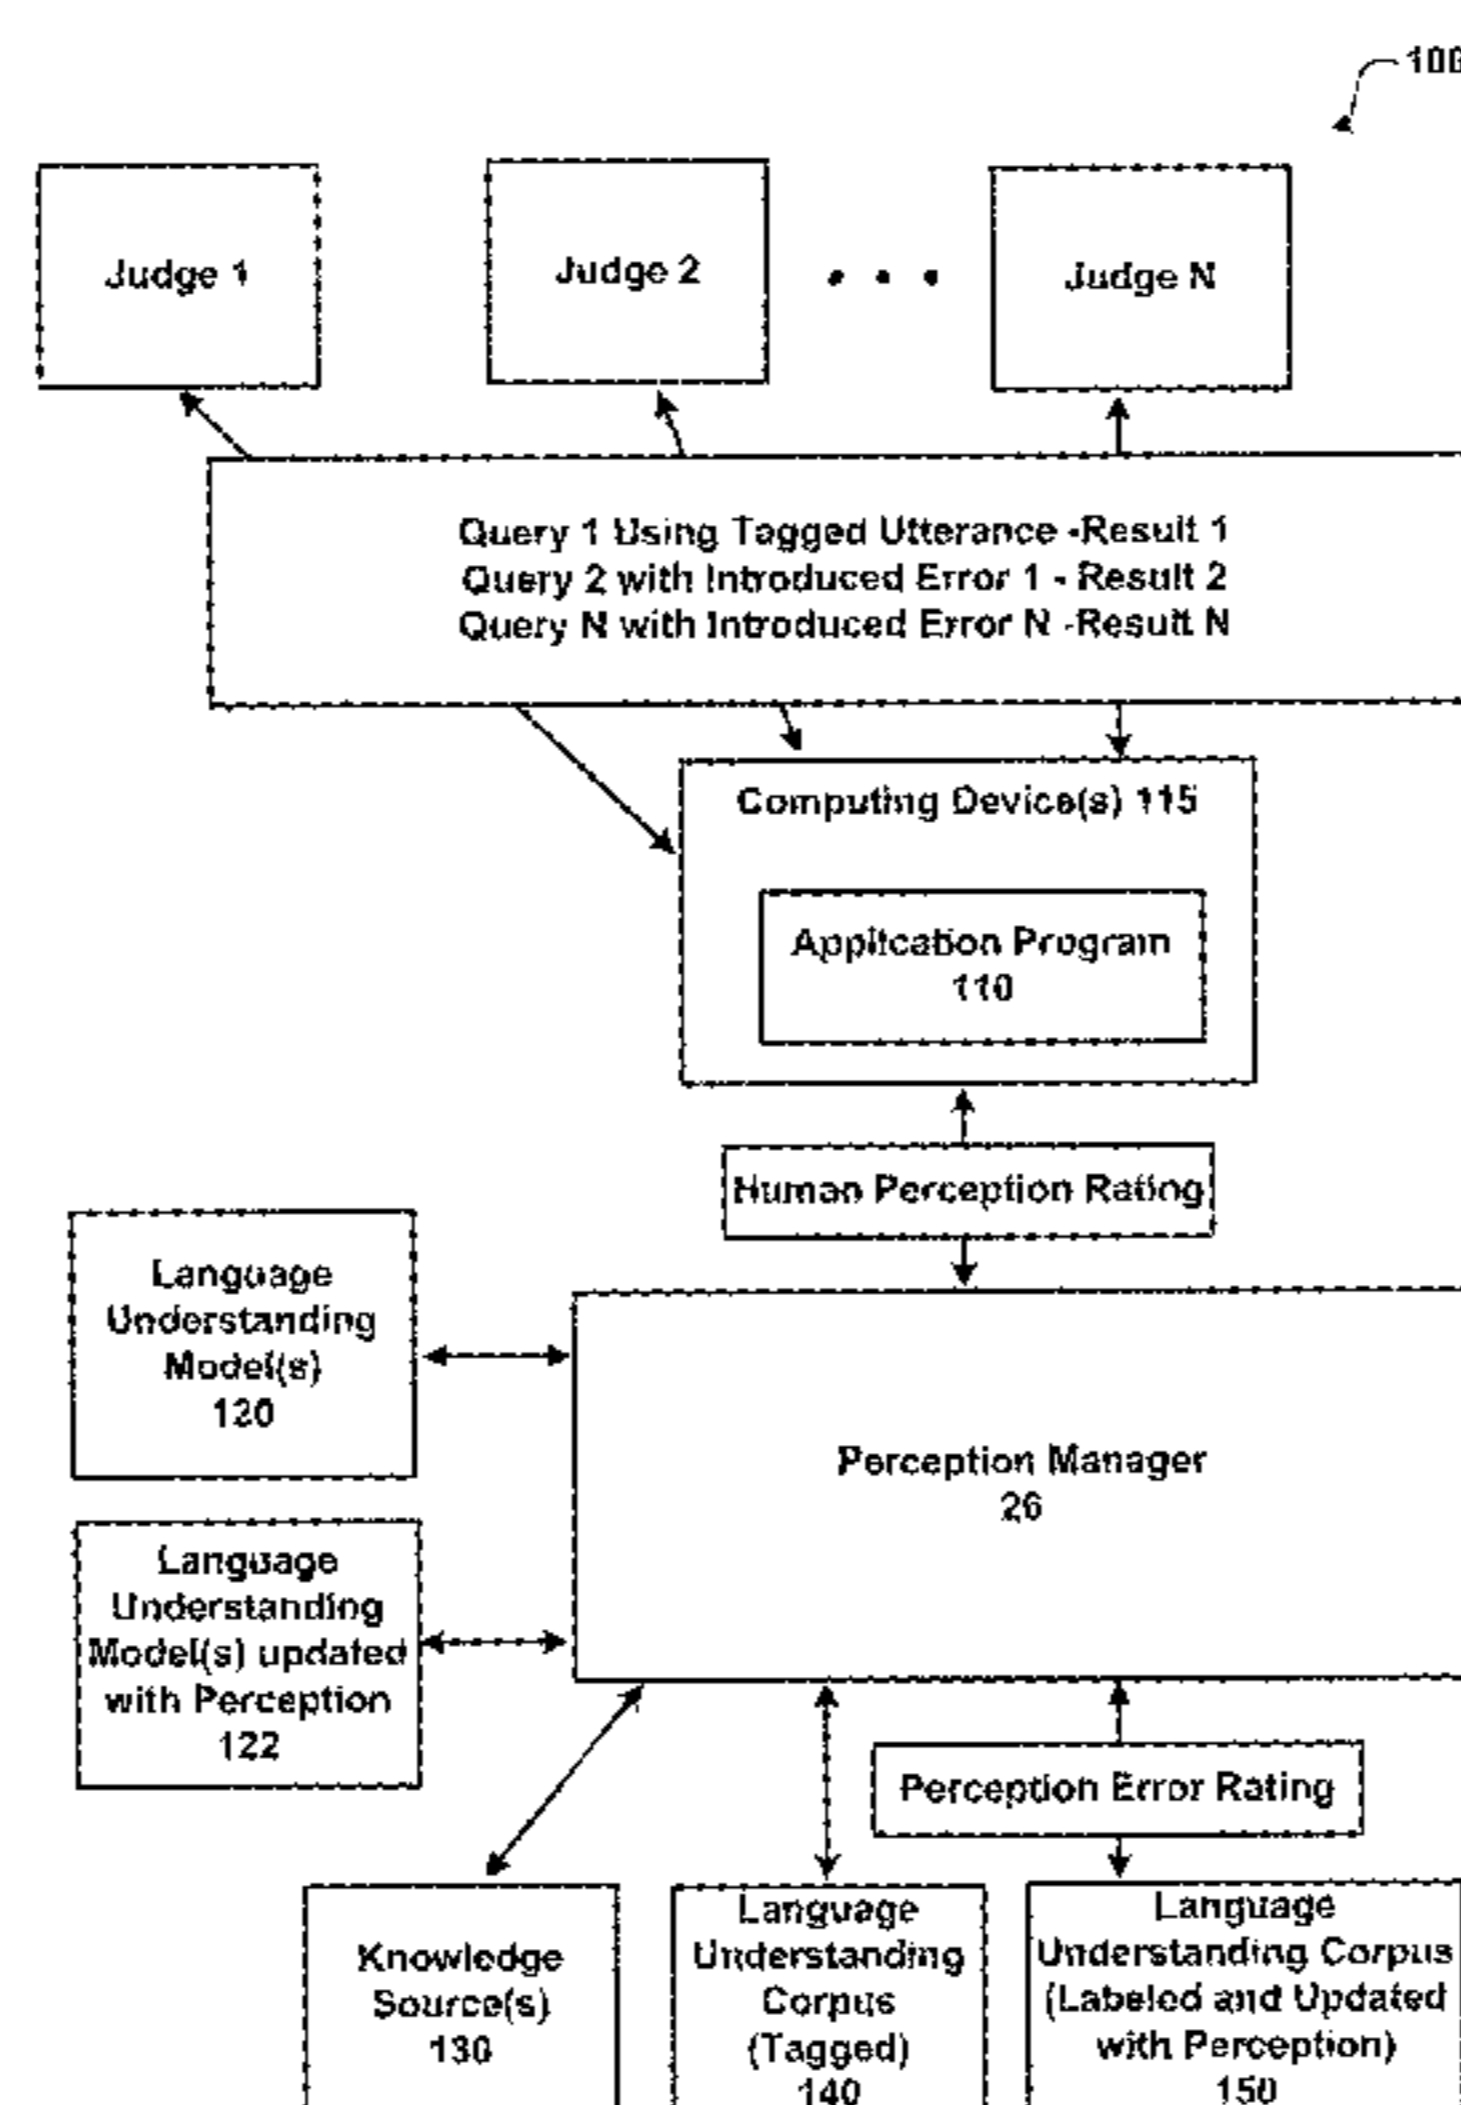 100
Judge 1
Judge 2
• • •
Judge N
Query 1 Using Tagged Utterance -Result 1
Query 2 with Introduced Error 1 - Result 2
Query N with Introduced Error N -Result N
Computing Device(s) 115
Application Program
110
Human Perception Rating
Language
Understanding
Model(s)
120
Perception Manager
26
Language
Understanding
Model(s) updated
with Perception
122
Perception Error Rating
Knowledge
Source(s)
130
Language
Understanding
Corpus
(Tagged)
140
Language
Understanding Corpus
(Labeled and Updated
with Perception)
150